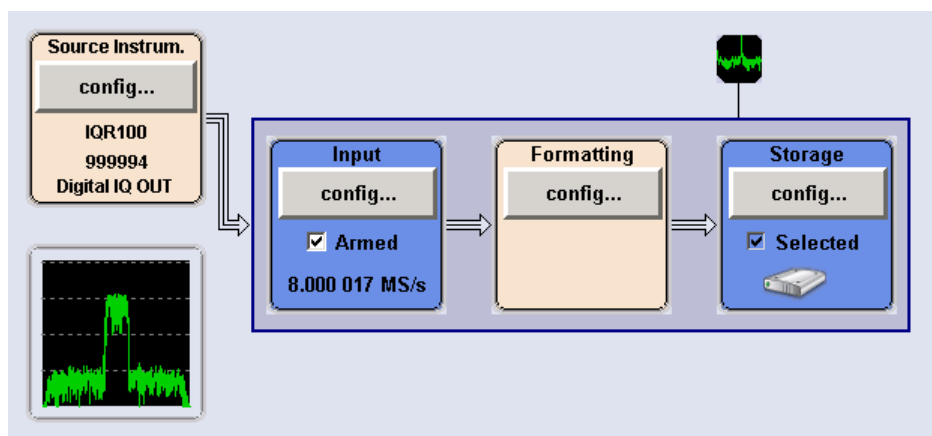 Source Instrum.
config...
IQR100
999994
Digital IQ OUT
Input
config...
Armed
8.000 017 MS/s
Formatting
config...
Storage
config...
Selected